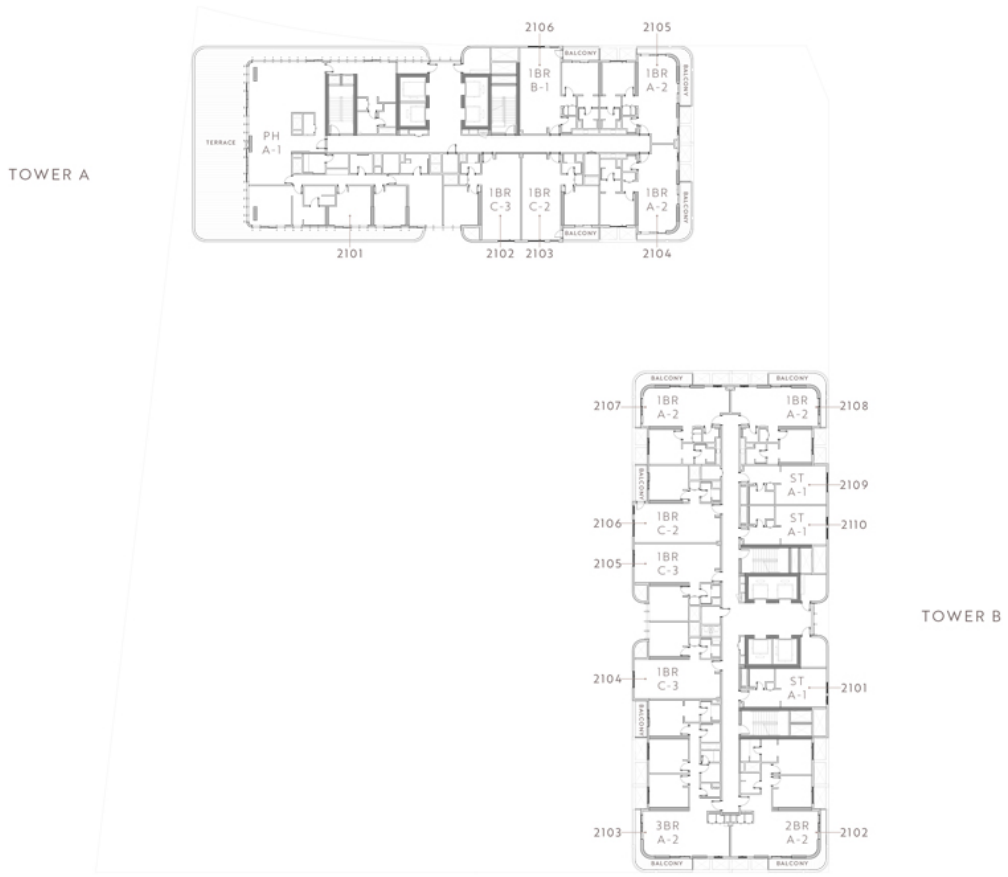 2106
2105
BALCONY
1BR
B-1
1BR
A-2
BALCONY
TERRACE
PH
A-1
TOWER A
1BR
C-3
1BR
C-2
1BR
A-2
BALCONY
BALCONY
2101
2102
2103
2104
BALCONY
BALCONY
2107
1BR
A-2
1BR
A-2
2108
BALCONY
ST
A-1
2109
2106
1BR
C-2
ST
A-1
2110
2105
1BR
C-3
TOWER B
2104
1BR
C-3
ST
A-1
2101
BALCONY
2103
3BR
A-2
2BR
A-2
2102
BALCONY
BALCONY